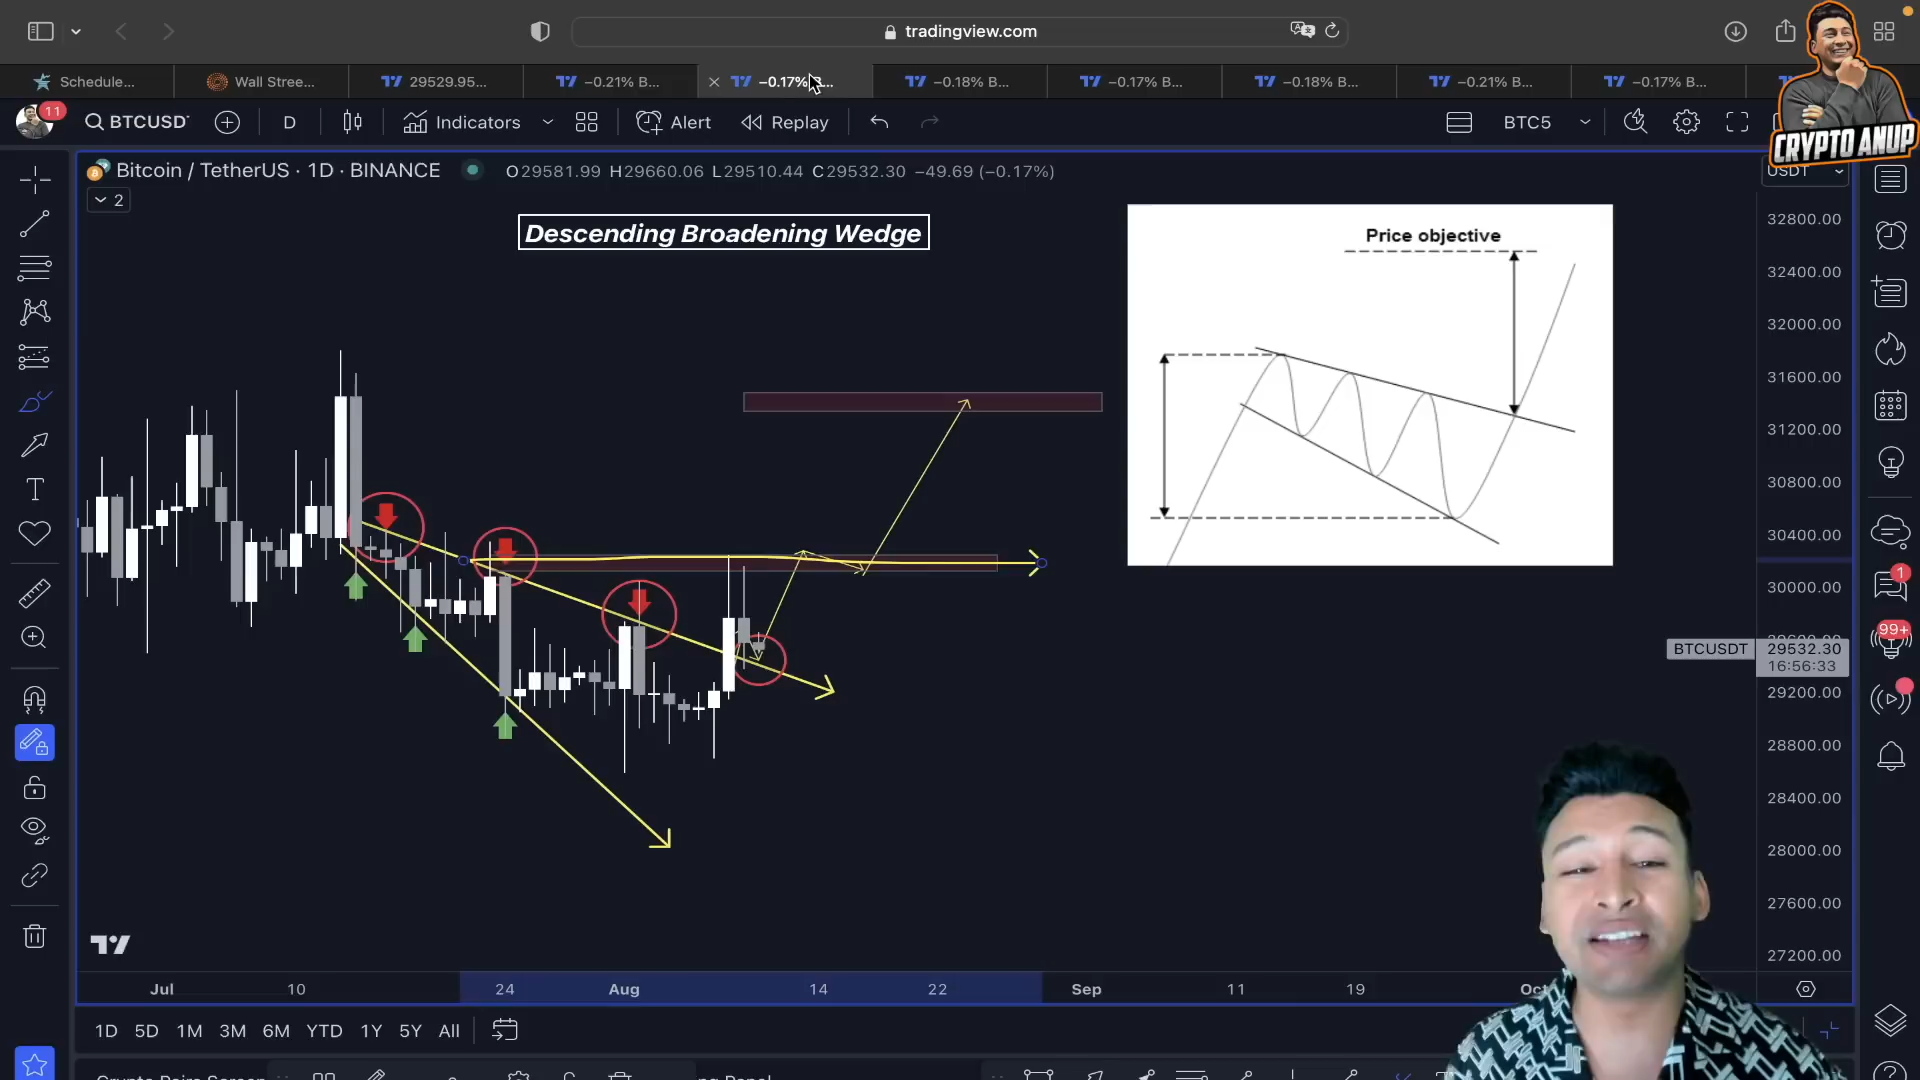 tradingview.com
Schedule...
Wall Stree...
29529.95...
−0.21% B...
−0.17% B...
−0.18% B...
−0.17% B...
−0.18% B...
−0.21% B...
−0.17% B...
CRYPTO ANUP
11
BTCUSDT
D
Indicators
Alert
Replay
BTC5
Bitcoin / TetherUS · 1D · BINANCE
O29581.99 H29660.06 L29510.44 C29532.30 −49.69 (−0.17%)
USDT
2
Descending Broadening Wedge
Price objective
32800.00
32400.00
32000.00
31600.00
31200.00
30800.00
30400.00
30000.00
BTCUSDT
29532.30
16:56:33
29200.00
28800.00
28400.00
28000.00
27600.00
27200.00
1
99+
Jul
10
24
Aug
14
22
Sep
11
19
Oct
1D
5D
1M
3M
6M
YTD
1Y
5Y
All